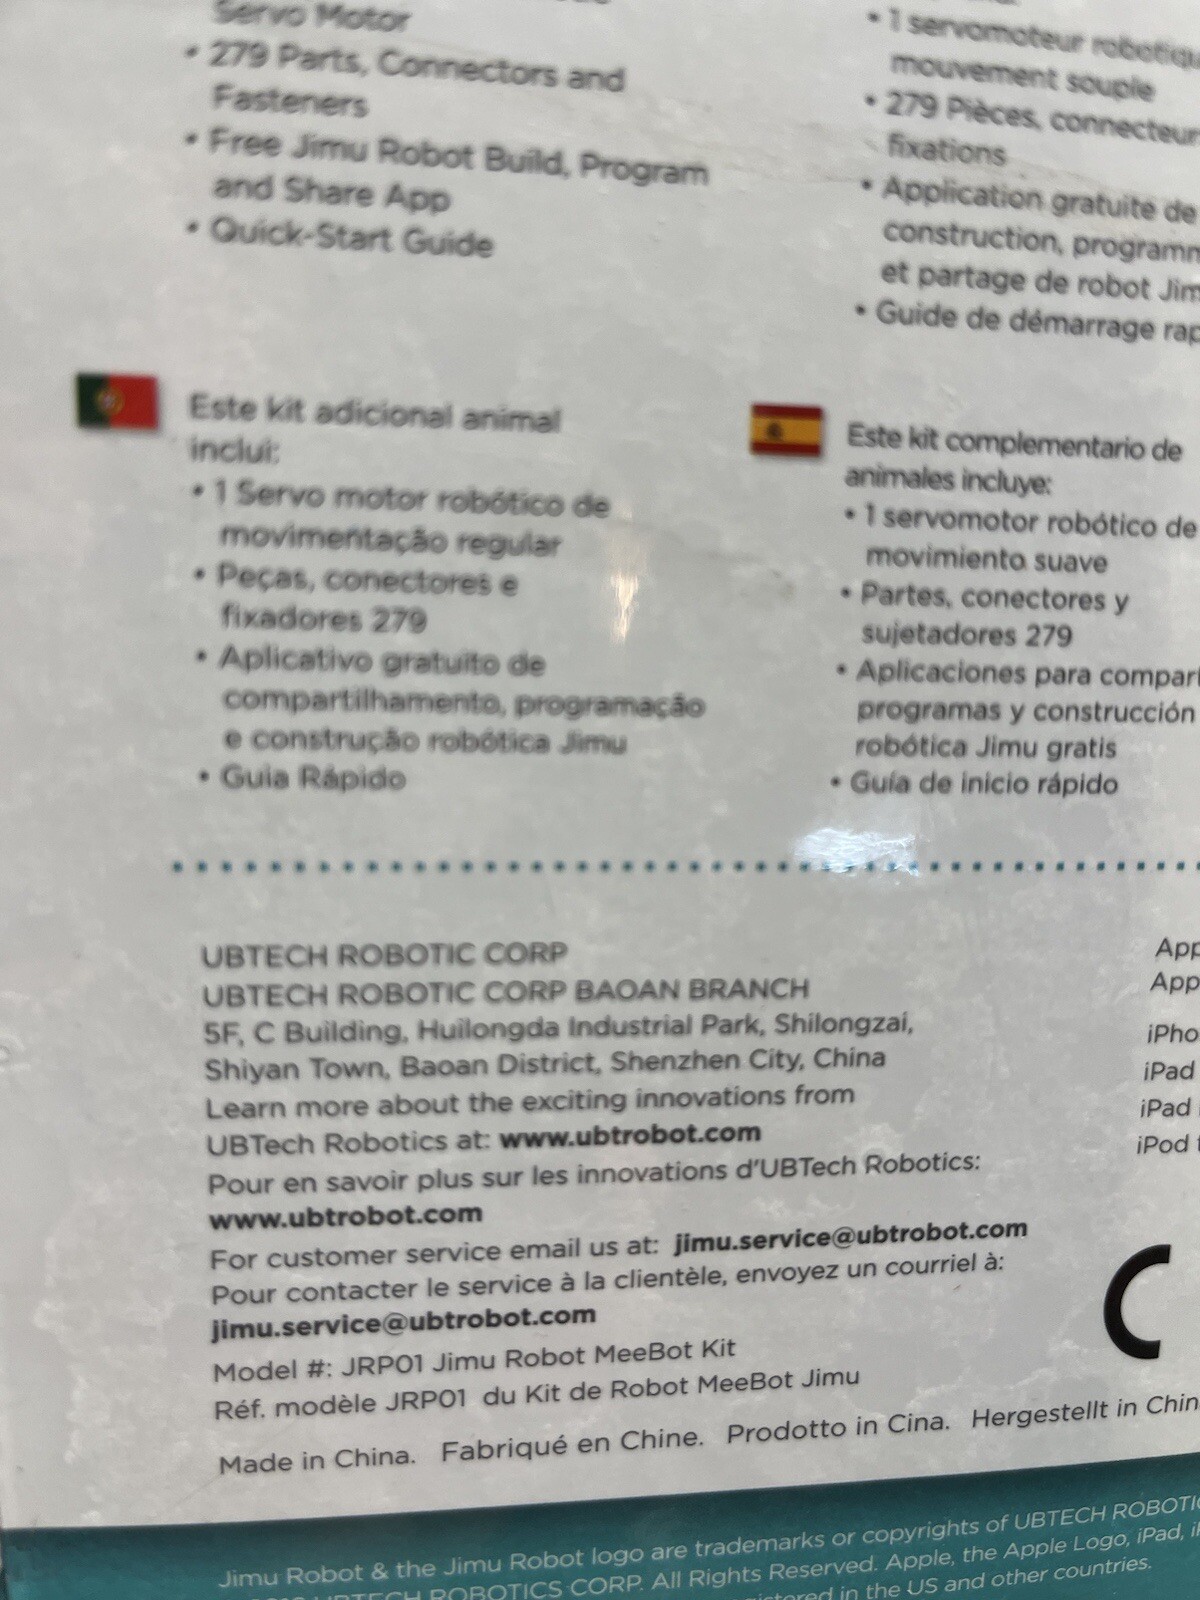 Servo Motor
• 279 Parts, Connectors and
Fasteners
• Free Jimu Robot Build, Program
and Share App
• Quick-Start Guide
• 1 servomoteur
mouvement souple
• 279 Pièces,
fixations
• Application gratuite de
construction,
et partage de robot
• Guide de démarrage
Este kit adicional animal
inclui:
• 1 Servo motor robótico de
movimentação regular
• Peças, conectores e
fixadores 279
• Aplicativo gratuito de
compartilhamento, programação
e construção robótica Jimu
• Guia Rápido
Este kit complementario de
animales incluye:
• 1 servomotor robótico de
movimiento suave
• Partes, conectores y
sujetadores 279
• Aplicaciones para
programas y construcción
robótica Jimu gratis
• Guía de inicio rápido
UBTECH ROBOTIC CORP
UBTECH ROBOTIC CORP BAOAN BRANCH
5F, C Building, Huilongda Industrial Park, Shilongzai,
Shiyan Town, Baoan District, Shenzhen City, China
Learn more about the exciting innovations from
UBTech Robotics at: www.ubtrobot.com
Pour en savoir plus sur les innovations d'UBTech Robotics:
www.ubtrobot.com
For customer service email us at: jimu.service@ubtrobot.com
Pour contacter le service à la clientèle, envoyez un courriel à:
jimu.service@ubtrobot.com
Model #: JRP01 Jimu Robot MeeBot Kit
Réf. modèle JRP01 du Kit de Robot MeeBot Jimu
Made in China. Fabriqué en Chine. Prodotto in Cina. Hergestellt in
App
App
iPho
iPad
iPad
iPod
Jimu Robot & the Jimu Robot logo are trademarks or copyrights of UBTECH
ROBOTICS CORP. All Rights Reserved. Apple, the Apple Logo, iPad,
in the US and other countries.